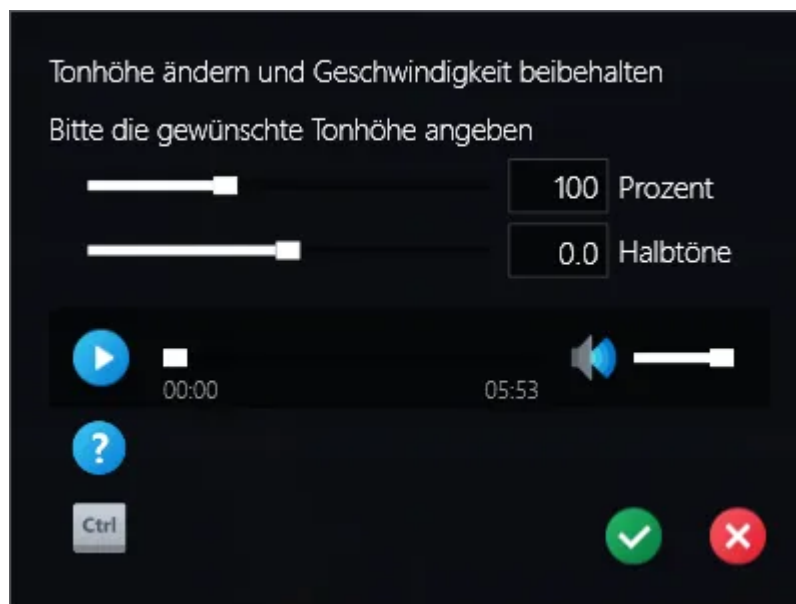 Tonhöhe ändern und Geschwindigkeit beibehalten
Bitte die gewünschte Tonhöhe angeben
100 Prozent
0.0 Halbtöne
00:00 05:53
?
Ctrl